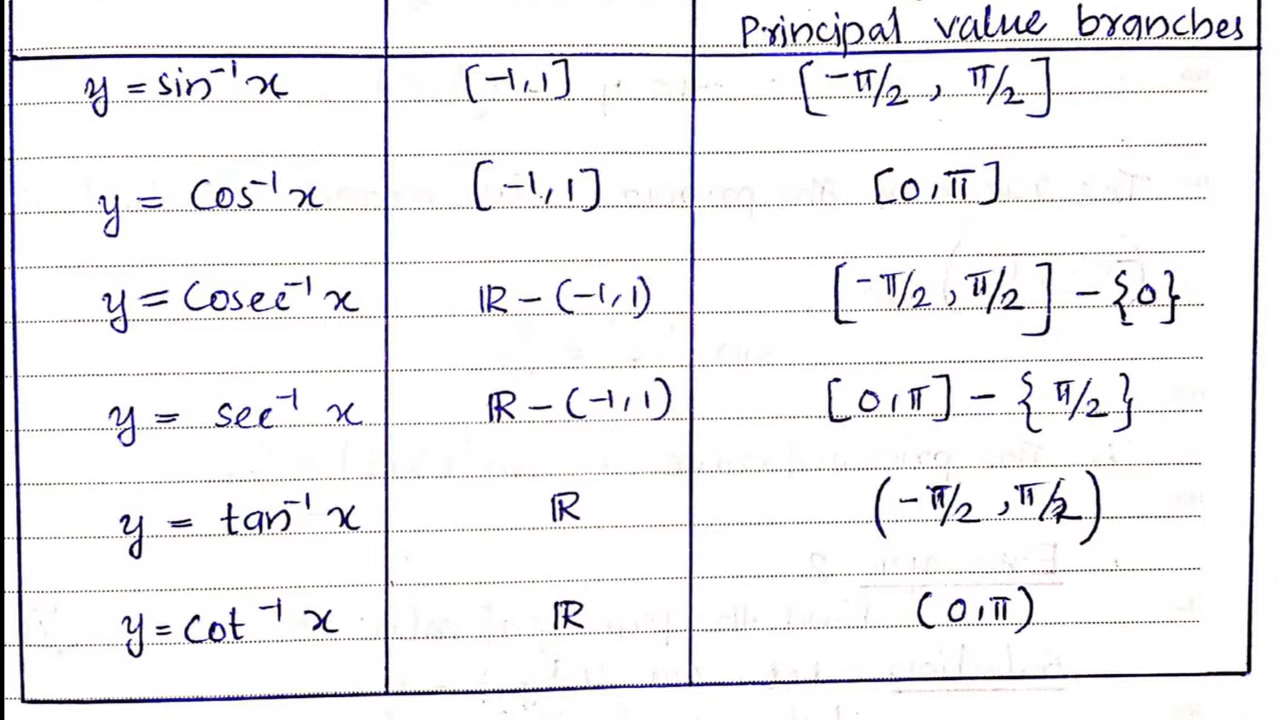 Principal value branches
y = sin⁻¹ x [-1,1] [-π/2, π/2]
y = cos⁻¹ x [-1,1] [0,π]
y = cosec⁻¹ x ℝ - (-1,1) [-π/2, π/2] - {0}
y = sec⁻¹ x ℝ - (-1,1) [0,π] - {π/2}
y = tan⁻¹ x ℝ (-π/2, π/2)
y = cot⁻¹ x ℝ (0,π)